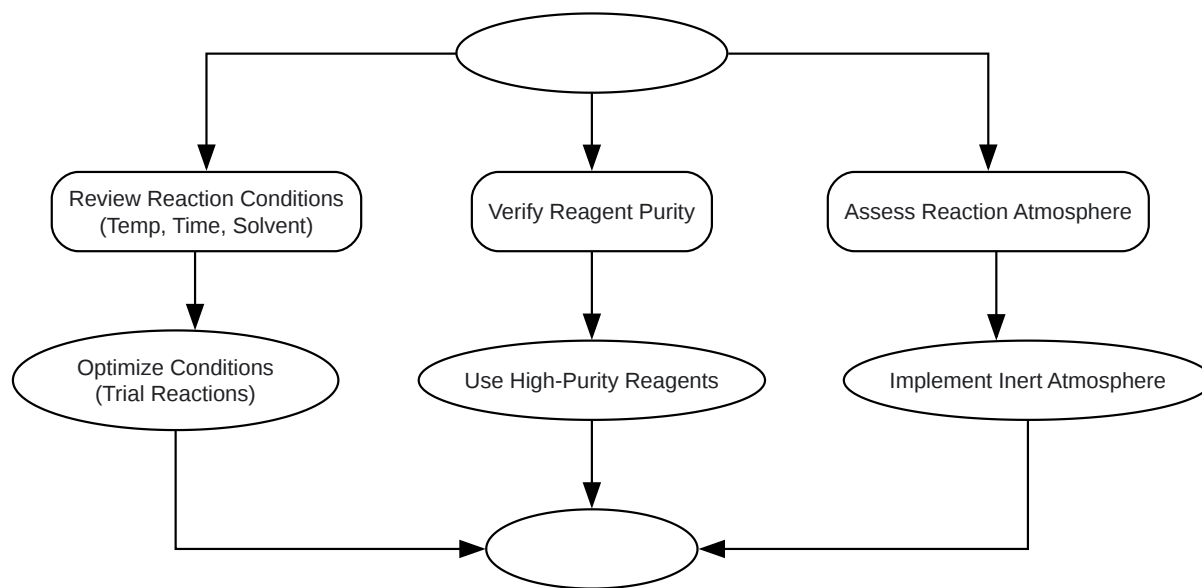 Review Reaction Conditions
(Temp, Time, Solvent)
Verify Reagent Purity
Assess Reaction Atmosphere
Optimize Conditions
(Trial Reactions)
Use High-Purity Reagents
Implement Inert Atmosphere